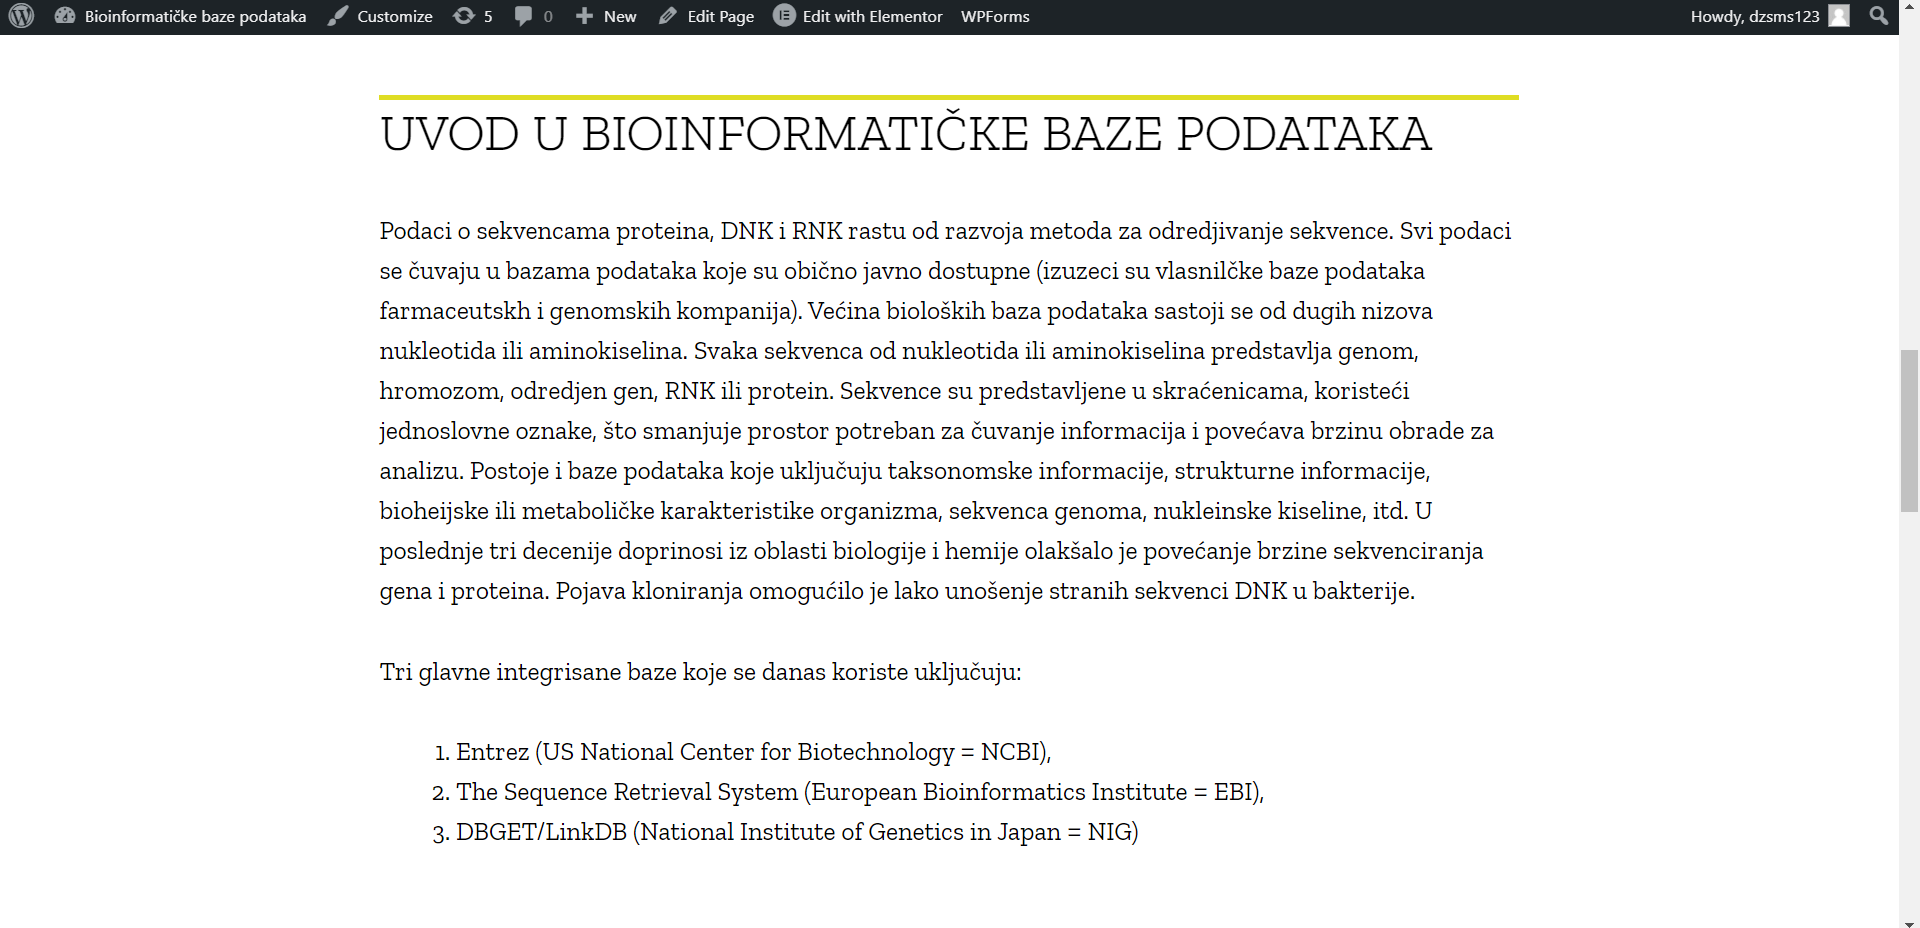 Bioinformatičke baze podataka Customize 5 0 New Edit Page Edit with Elementor WPForms Howdy, dzsms123
UVOD U BIOINFORMATIČKE BAZE PODATAKA
Podaci o sekvencama proteina, DNK i RNK rastu od razvoja metoda za odredjivanje sekvence. Svi podaci
se čuvaju u bazama podataka koje su obično javno dostupne (izuzeci su vlasnilčke baze podataka
farmaceutskh i genomskih kompanija). Većina bioloških baza podataka sastoji se od dugih nizova
nukleotida ili aminokiselina. Svaka sekvenca od nukleotida ili aminokiselina predstavlja genom,
hromozom, odredjen gen, RNK ili protein. Sekvence su predstavljene u skraćenicama, koristeći
jednoslovne oznake, što smanjuje prostor potreban za čuvanje informacija i povećava brzinu obrade za
analizu. Postoje i baze podataka koje uključuju taksonomske informacije, strukturne informacije,
bioheijske ili metaboličke karakteristike organizma, sekvenca genoma, nukleinske kiseline, itd. U
poslednje tri decenije doprinosi iz oblasti biologije i hemije olakšalo je povećanje brzine sekvenciranja
gena i proteina. Pojava kloniranja omogućilo je lako unošenje stranih sekvenci DNK u bakterije.
Tri glavne integrisane baze koje se danas koriste uključuju:
1. Entrez (US National Center for Biotechnology = NCBI),
2. The Sequence Retrieval System (European Bioinformatics Institute = EBI),
3. DBGET/LinkDB (National Institute of Genetics in Japan = NIG)